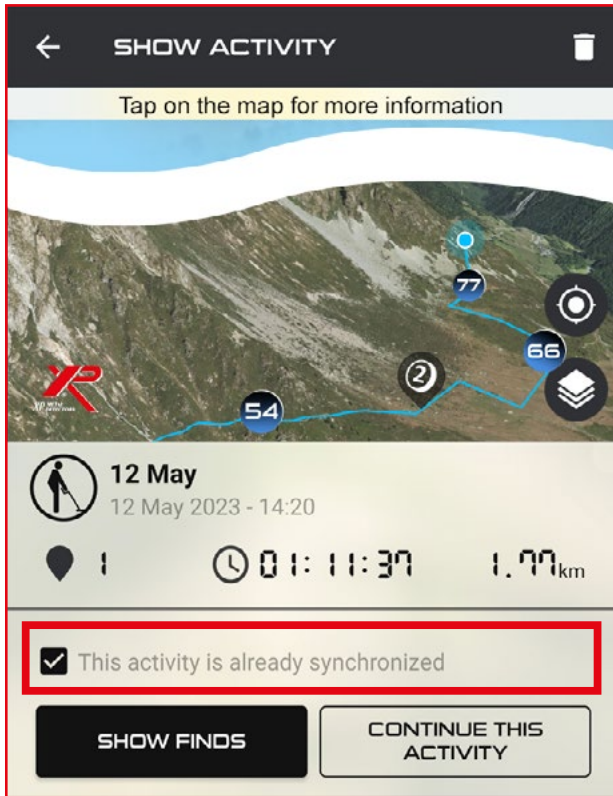 SHOW ACTIVITY
Tap on the map for more information
77
66
2
54
XP
12 May
12 May 2023 - 14:20
1 01:11:37 1.77km
This activity is already synchronized
SHOW FINDS
CONTINUE THIS
ACTIVITY